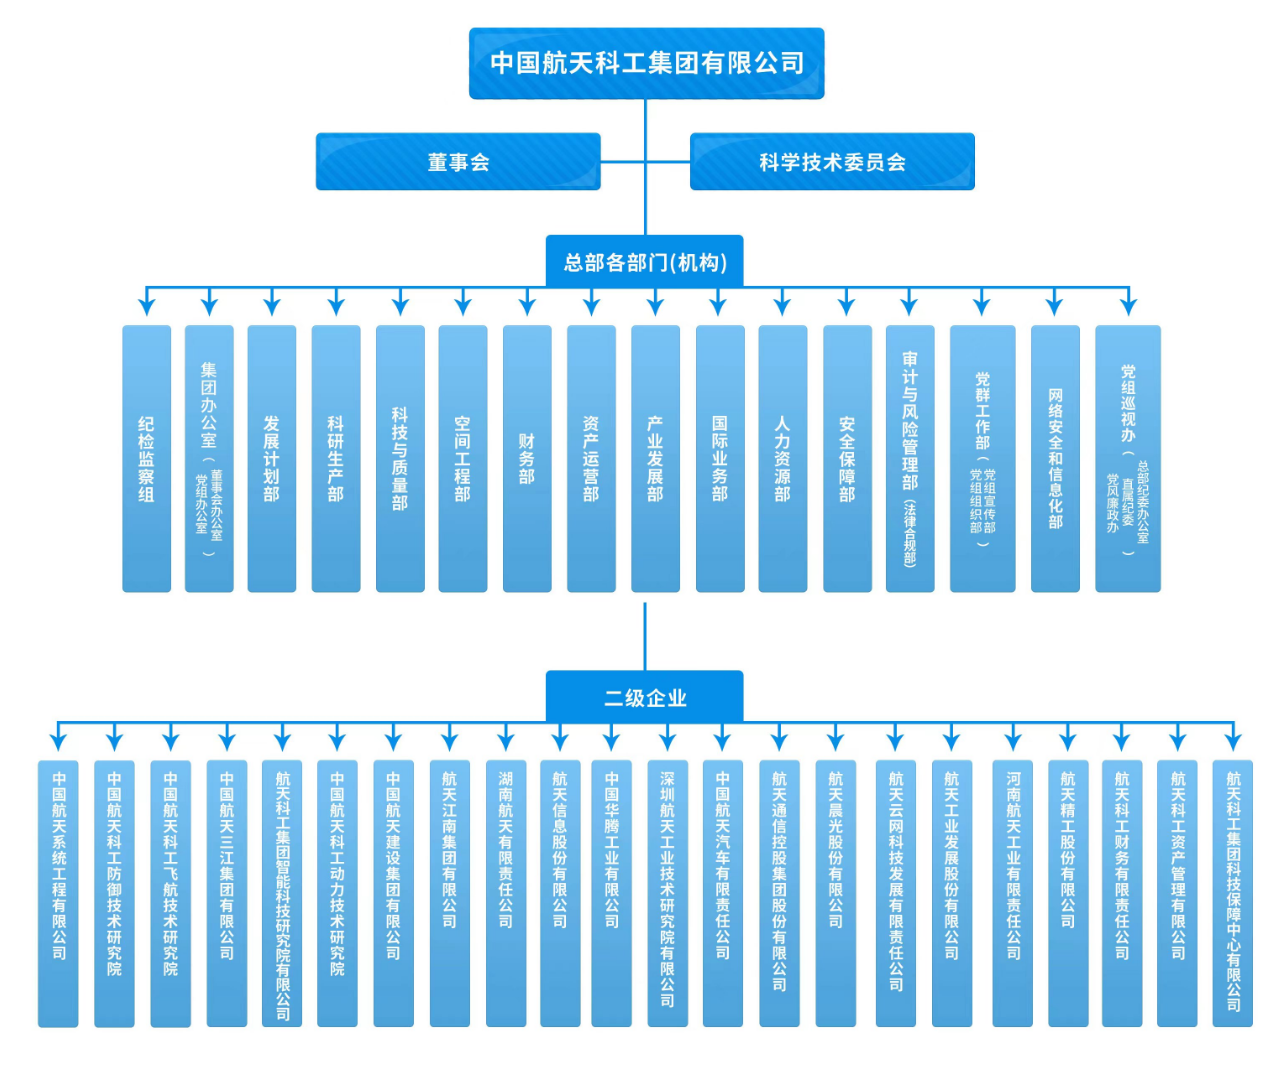 中国航天科工集团有限公司
董事会
科学技术委员会
总部各部门(机构)
纪检监察组
集团办公室（董事会办公室 党组办公室）
发展计划部
科研生产部
科技与质量部
空间工程部
财务部
资产运营部
产业发展部
国际业务部
人力资源部
安全保障部
审计与风险管理部（法律合规部）
党群工作部（党组宣传部 党组组织部）
网络安全和信息化部
党组巡视办（总部纪委办公室 直属纪委 党风廉政办）
二级企业
中国航天系统工程有限公司
中国航天科工防御技术研究院
中国航天科工飞航技术研究院
中国航天三江集团有限公司
航天科工集团智能科技研究院有限公司
中国航天科工动力技术研究院
中国航天建设集团有限公司
航天江南集团有限公司
湖南航天有限责任公司
航天信息股份有限公司
中国华腾工业有限公司
深圳航天工业技术研究院有限公司
中国航天汽车有限责任公司
航天通信控股集团股份有限公司
航天晨光股份有限公司
航天云网科技发展有限责任公司
航天工业发展股份有限公司
河南航天工业有限责任公司
航天精工股份有限公司
航天科工财务有限责任公司
航天科工资产管理有限公司
航天科工集团科技保障中心有限公司